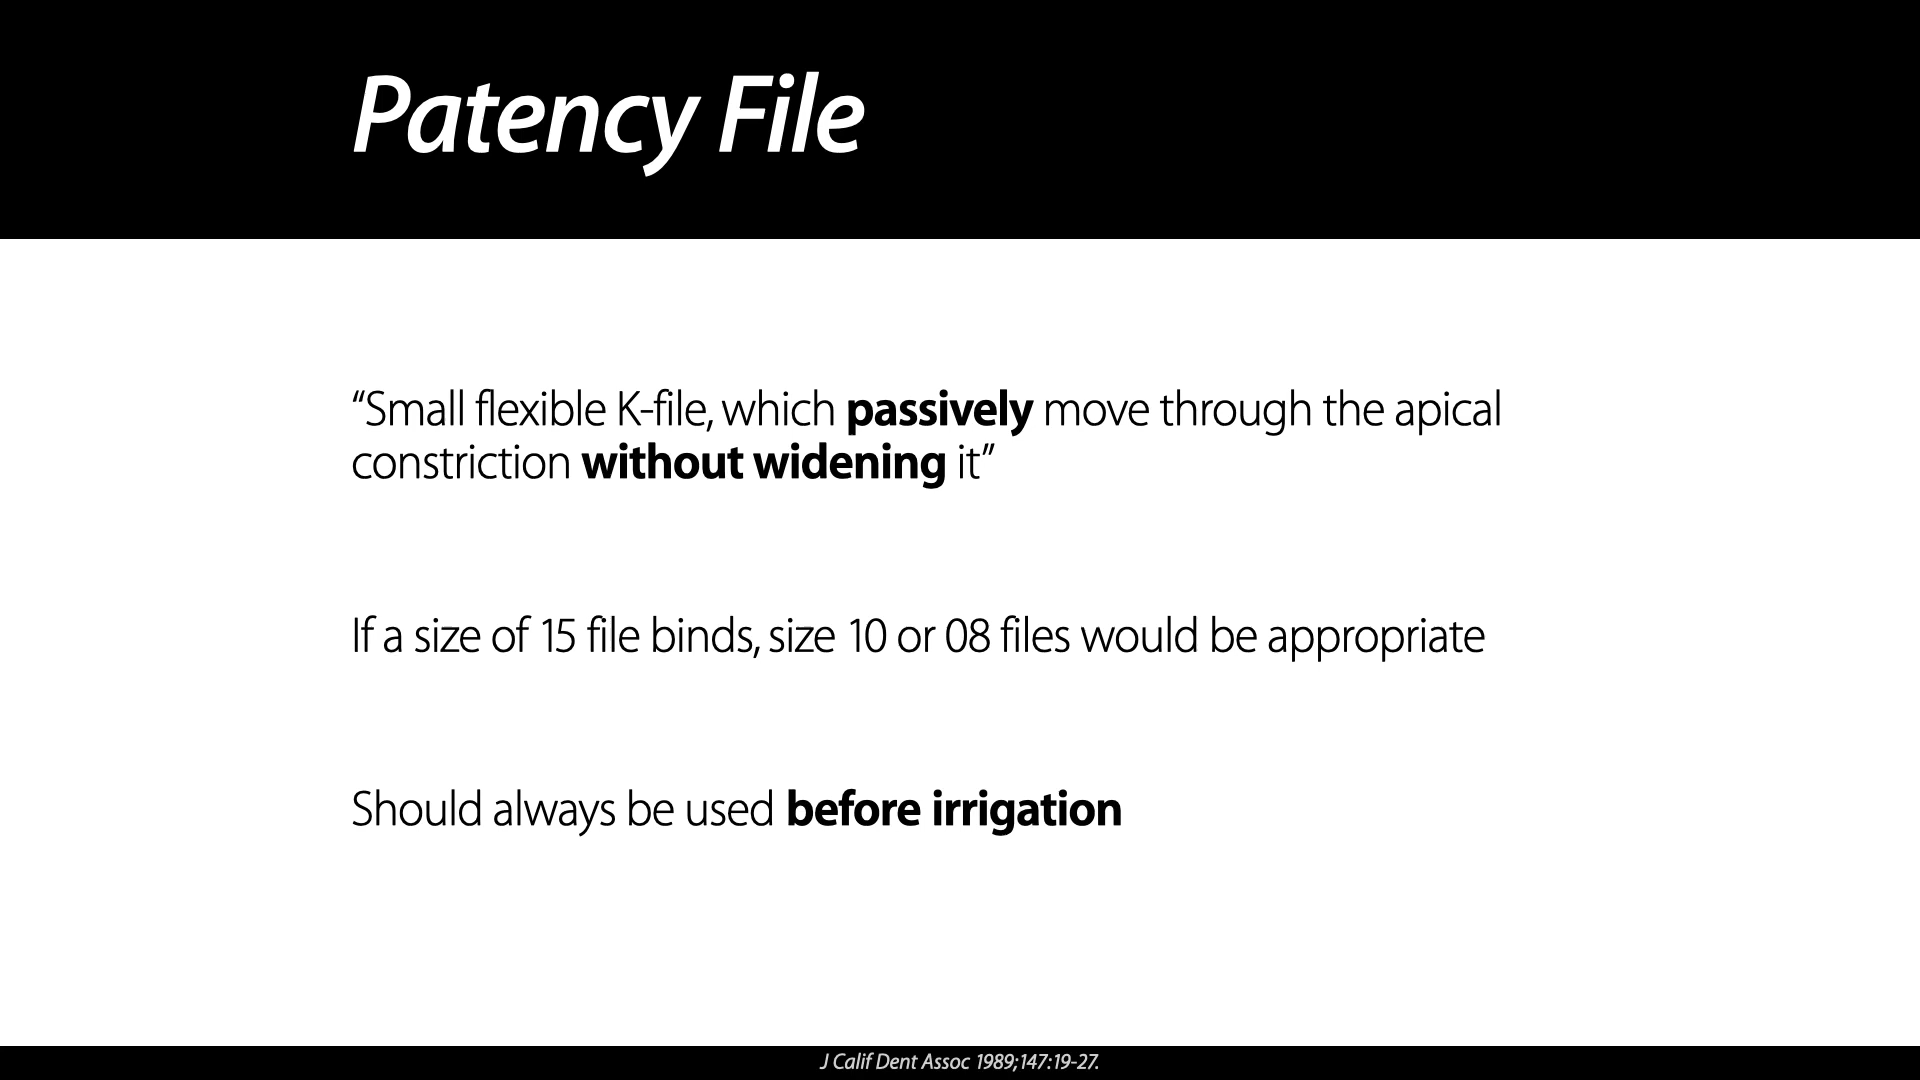 Patency File
“Small flexible K-file, which passively move through the apical
constriction without widening it”
If a size of 15 file binds, size 10 or 08 files would be appropriate
Should always be used before irrigation
J Calif Dent Assoc 1989;147:19-27.